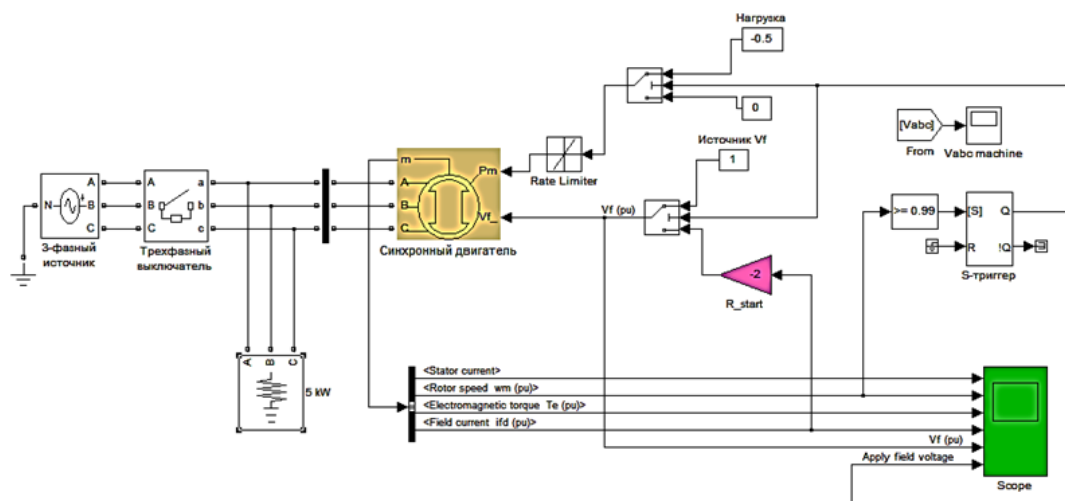 Нагрузка
-0.5
0
Источник Vf
1
Rate Limiter
[Vabc]
From
Vabc machine
m
A
B
C
Pm
Vf_
Синхронный двигатель
N
A
B
C
3-фазный
источник
A
B
C
a
b
c
Трехфазный
выключатель
Vf (pu)
>= 0.99
[S]
R
Q
!Q
S-триггер
-2
R_start
A
B
C
5 kW
<Stator current>
<Rotor speed wm (pu)>
<Electromagnetic torque Te (pu)>
<Field current ifd (pu)>
Vf (pu)
Apply field voltage
Scope